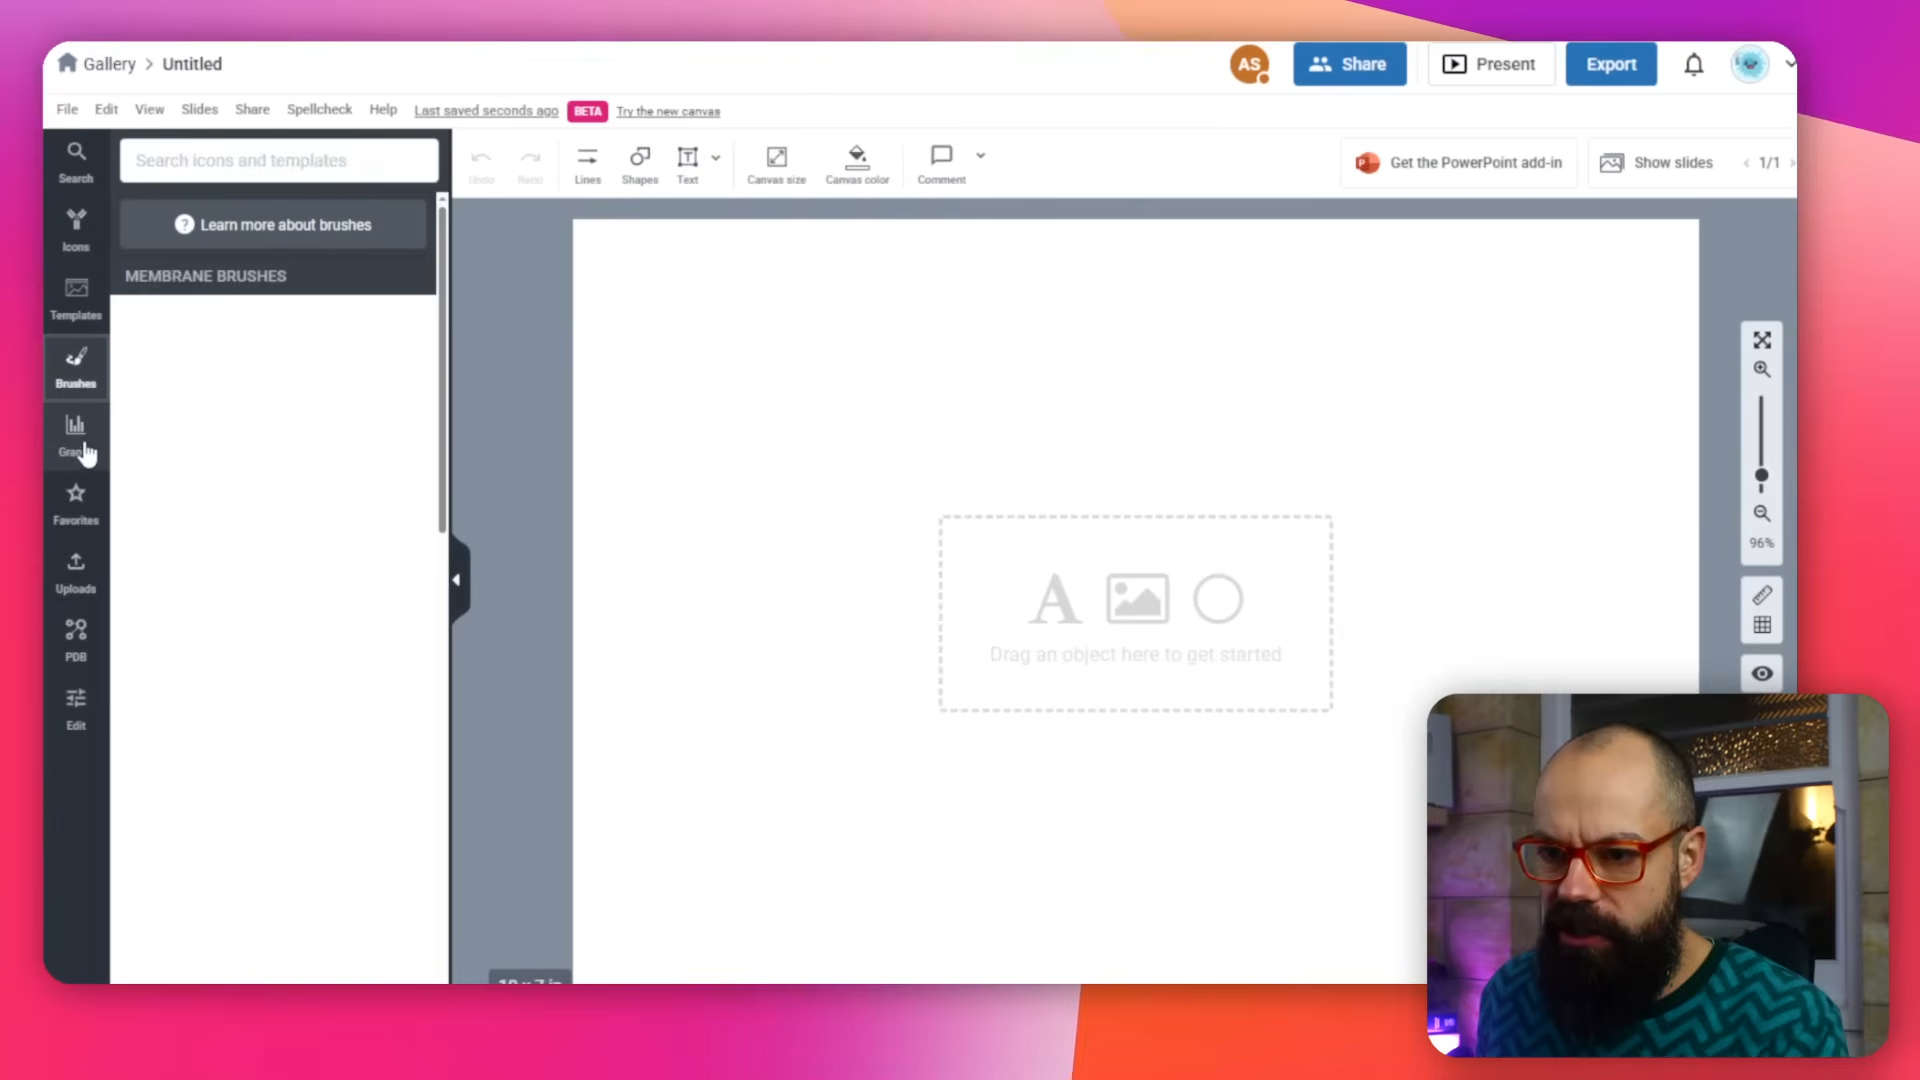 Gallery > Untitled
AS
Share
Present
Export
File Edit View Slides Share Spellcheck Help Last saved seconds ago BETA Try the new canvas
Search
Icons
Templates
Brushes
Favorites
Uploads
PDB
Edit
Search icons and templates
? Learn more about brushes
MEMBRANE BRUSHES
Undo
Redo
Lines
Shapes
T
Text
Canvas size
Canvas color
Comment
P
Get the PowerPoint add-in
Show slides
1/1
A
Drag an object here to get started
96%